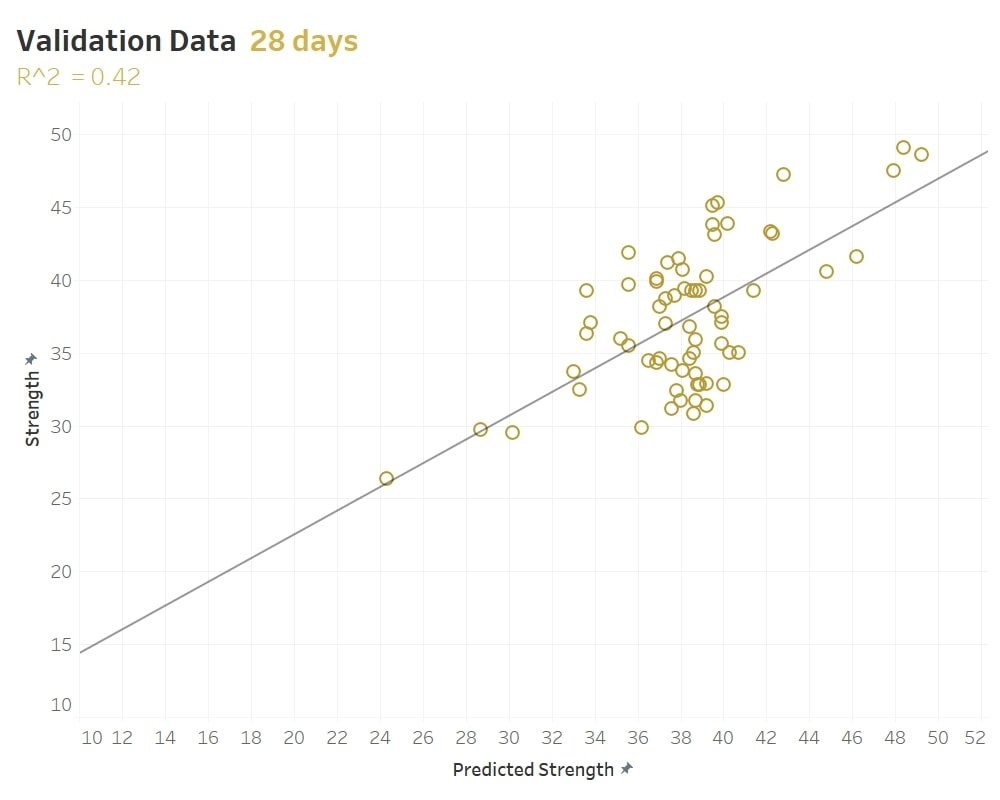 Validation Data 28 days
R^2 = 0.42
50
45
40
35
30
25
20
15
10
Strength
10 12 14 16 18 20 22 24 26 28 30 32 34 36 38 40 42 44 46 48 50 52
Predicted Strength